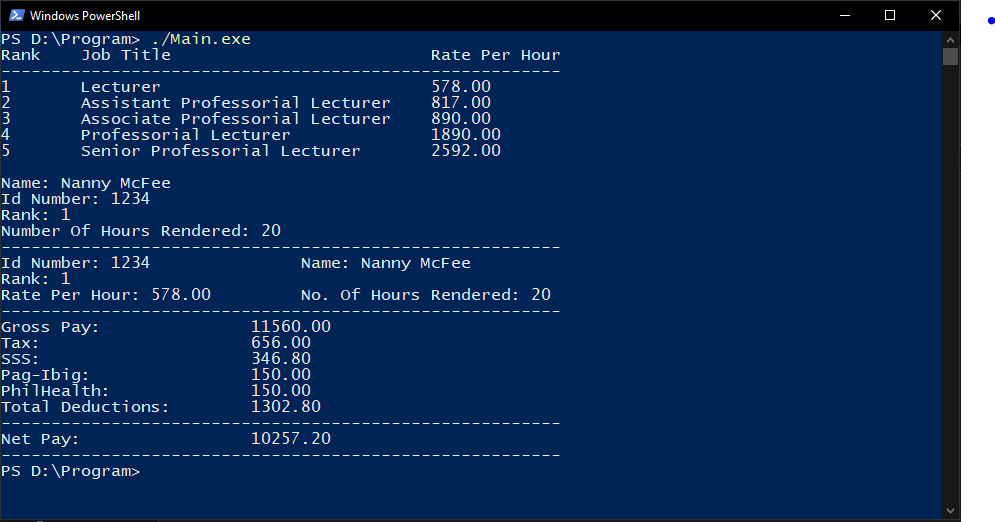 Windows PowerShell
PS D:\Program> ./Main.exe
Rank    Job Title                          Rate Per Hour
--------------------------------------------------------
1       Lecturer                           578.00
2       Assistant Professorial Lecturer    817.00
3       Associate Professorial Lecturer    890.00
4       Professorial Lecturer              1890.00
5       Senior Professorial Lecturer       2592.00
Name: Nanny McFee
Id Number: 1234
Rank: 1
Number Of Hours Rendered: 20
--------------------------------------------------------
Id Number: 1234               Name: Nanny McFee
Rank: 1
Rate Per Hour: 578.00         No. Of Hours Rendered: 20
--------------------------------------------------------
Gross Pay:               11560.00
Tax:                     656.00
SSS:                     346.80
Pag-Ibig:                150.00
PhilHealth:              150.00
Total Deductions:        1302.80
--------------------------------------------------------
Net Pay:                 10257.20
--------------------------------------------------------
PS D:\Program>